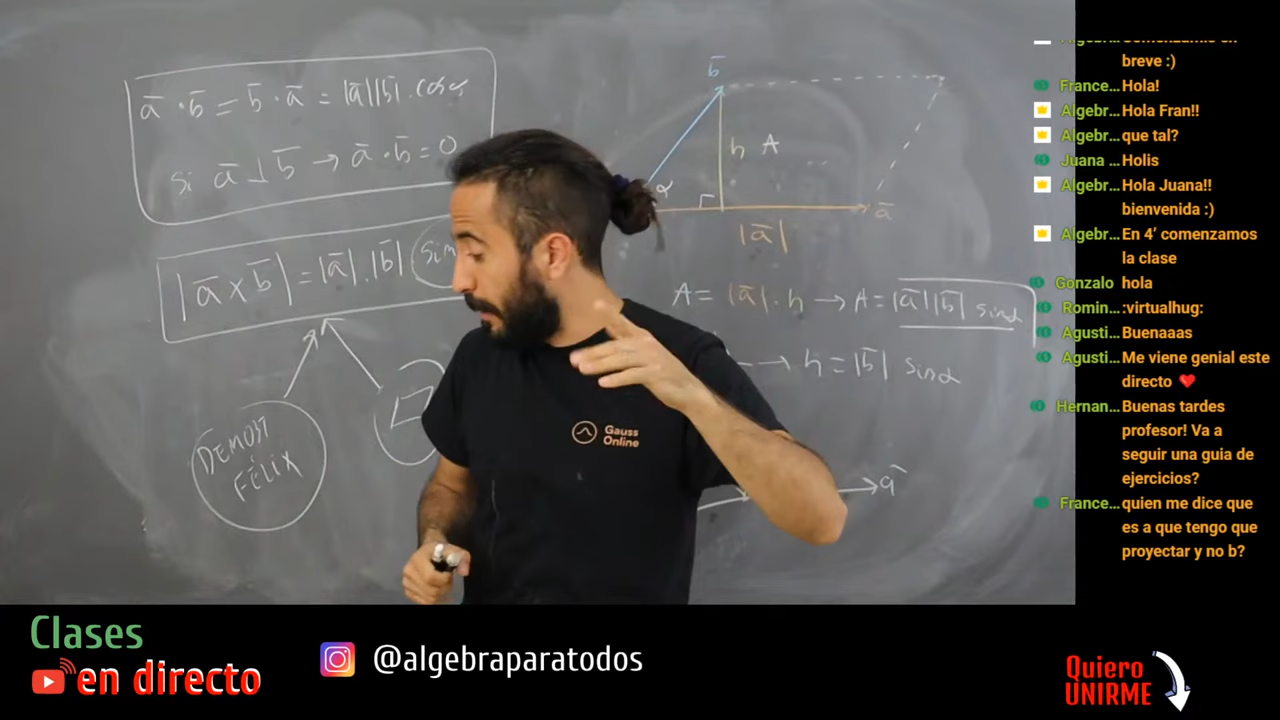 a̅ · b̅ = b̅ · a̅ = |a̅||b̅| . cos α
Si a̅ ⊥ b̅ → a̅ · b̅ = 0
|a̅ x b̅| = |a̅| . |b̅|
DEMOST
FÉLIX
b̅
α
h A
a̅
|a̅|
A = |a̅| . h → A = |a̅||b̅| sin α
→ h = |b̅| sin α
a̅
Gauss
Online
Algebr...
breve :)
France... Hola!
Algebr... Hola Fran!!
Algebr... que tal?
Juana ... Holis
Algebr... Hola Juana!!
bienvenida :)
Algebr... En 4' comenzamos
la clase
Gonzalo hola
Romin... :virtualhug:
Agusti... Buenaaas
Agusti... Me viene genial este
directo ❤
Hernan... Buenas tardes
profesor! Va a
seguir una guia de
ejercicios?
France... quien me dice que
es a que tengo que
proyectar y no b?
Clases
en directo
@algebraparatodos
Quiero
UNIRME